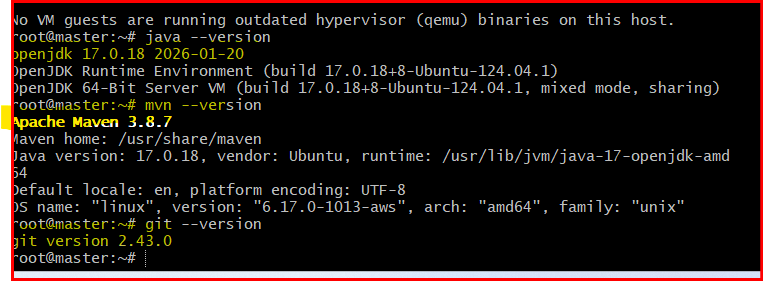 No VM guests are running outdated hypervisor (qemu) binaries on this host.
root@master:~# java --version
openjdk 17.0.18 2026-01-20
OpenJDK Runtime Environment (build 17.0.18+8-Ubuntu-124.04.1)
OpenJDK 64-Bit Server VM (build 17.0.18+8-Ubuntu-124.04.1, mixed mode, sharing)
root@master:~# mvn --version
Apache Maven 3.8.7
Maven home: /usr/share/maven
Java version: 17.0.18, vendor: Ubuntu, runtime: /usr/lib/jvm/java-17-openjdk-amd
64
Default locale: en, platform encoding: UTF-8
OS name: "linux", version: "6.17.0-1013-aws", arch: "amd64", family: "unix"
root@master:~# git --version
git version 2.43.0
root@master:~#